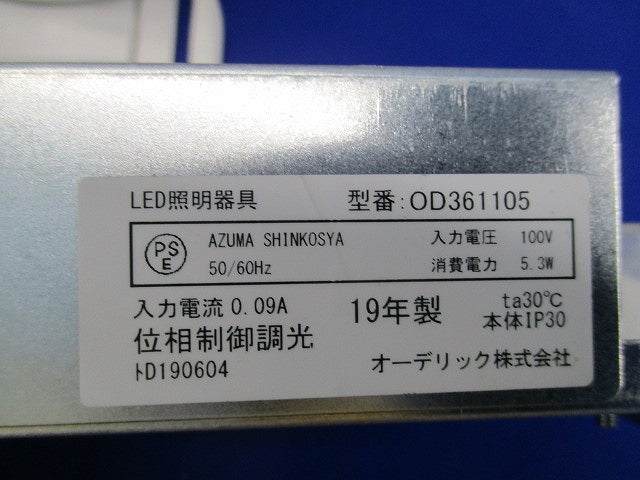 LED照明器具 型番:OD361105
PS
E
AZUMA SHINKOSYA 入力電圧 100V
50/60Hz 消費電力 5.3W
入力電流 0.09A 19年製 ta30℃
本体IP30
位相制御調光
オーデリック株式会社
ﾄD190604